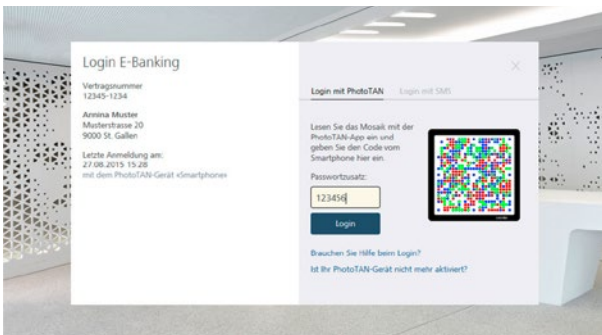 Login E-Banking
Vertragsnummer
12345-1234
Annina Muster
Musterstrasse 20
9000 St. Gallen
Letzte Anmeldung am:
27.08.2015 15:28
mit dem PhotoTAN-Gerät «Smartphone»
Login mit PhotoTAN
Login mit SMS
Lesen Sie das Mosaik mit der
PhotoTAN-App ein und
geben Sie den Code vom
Smartphone hier ein.
Passwortzusatz:
123456
Login
Brauchen Sie Hilfe beim Login?
Ist Ihr PhotoTAN-Gerät nicht mehr aktiviert?